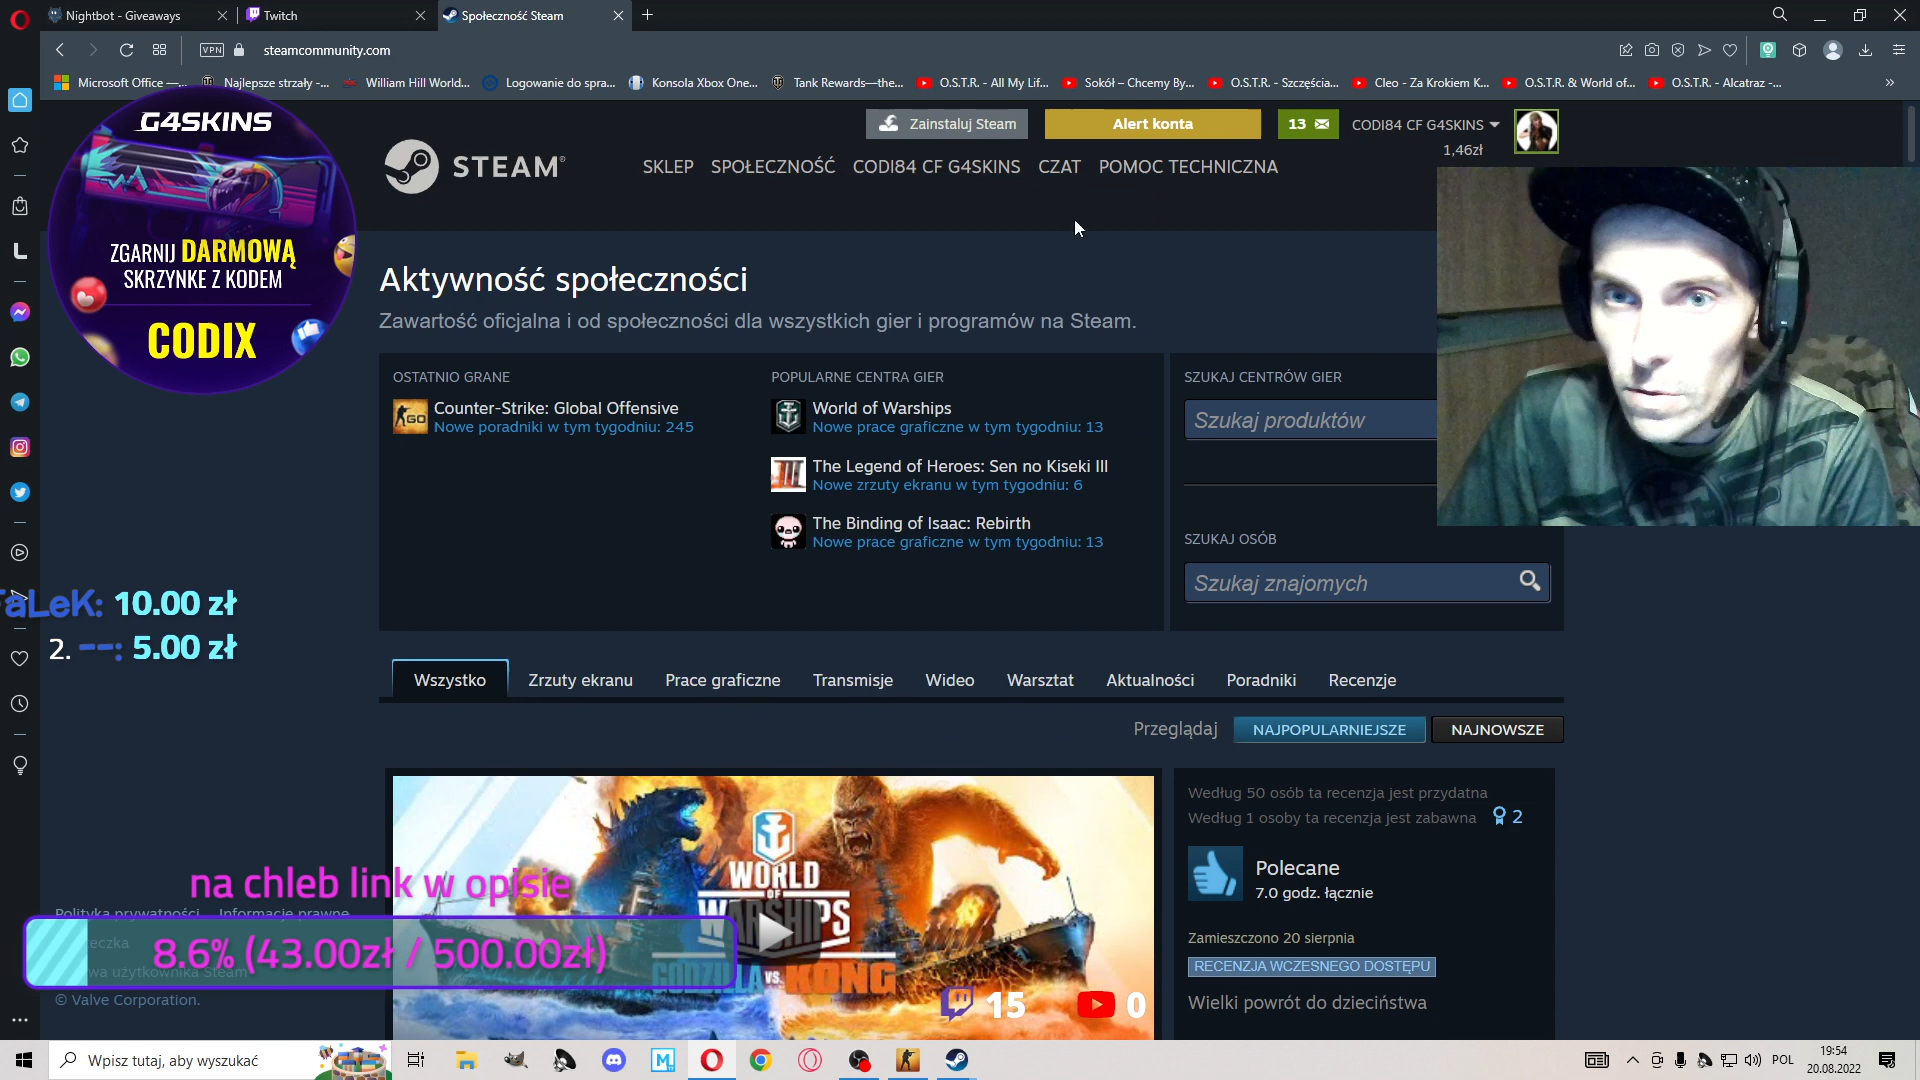 Nightbot - Giveaways
Twitch
Społeczność Steam
VPN
steamcommunity.com
Microsoft Office —...
Najlepsze strzały -...
William Hill World...
Logowanie do spra...
Konsola Xbox One...
Tank Rewards—the...
O.S.T.R. - All My Lif...
Sokół – Chcemy By...
O.S.T.R. - Szczęścia...
Cleo - Za Krokiem K...
O.S.T.R. & World of...
O.S.T.R. - Alcatraz -...
G4SKINS
ZGARNIJ DARMOWĄ
SKRZYNKE Z KODEM
CODIX
Zainstaluj Steam
Alert konta
13
CODI84 CF G4SKINS
1,46zł
STEAM®
SKLEP SPOŁECZNOŚĆ CODI84 CF G4SKINS CZAT POMOC TECHNICZNA
Aktywność społeczności
Zawartość oficjalna i od społeczności dla wszystkich gier i programów na Steam.
OSTATNIO GRANE
Counter-Strike: Global Offensive
Nowe poradniki w tym tygodniu: 245
POPULARNE CENTRA GIER
World of Warships
Nowe prace graficzne w tym tygodniu: 13
The Legend of Heroes: Sen no Kiseki III
Nowe zrzuty ekranu w tym tygodniu: 6
The Binding of Isaac: Rebirth
Nowe prace graficzne w tym tygodniu: 13
SZUKAJ CENTRÓW GIER
Szukaj produktów
SZUKAJ OSÓB
Szukaj znajomych
aLeK: 10.00 zł
2. --: 5.00 zł
Wszystko Zrzuty ekranu Prace graficzne Transmisje Wideo Warsztat Aktualności Poradniki Recenzje
Przeglądaj NAJPOPULARNIEJSZE NAJNOWSZE
WORLD
OF
WARSHIPS
GODZILLA VS. KONG
15
0
Według 50 osób ta recenzja jest przydatna
Według 1 osoby ta recenzja jest zabawna
2
Polecane
7.0 godz. łącznie
Zamieszczono 20 sierpnia
RECENZJA WCZESNEGO DOSTĘPU
Wielki powrót do dzieciństwa
na chleb link w opisie
Polityka prywatności Informacje prawne
8.6% (43.00zł / 500.00zł)
użytkownika Steam
© Valve Corporation.
Wpisz tutaj, aby wyszukać
POL
19:54
20.08.2022